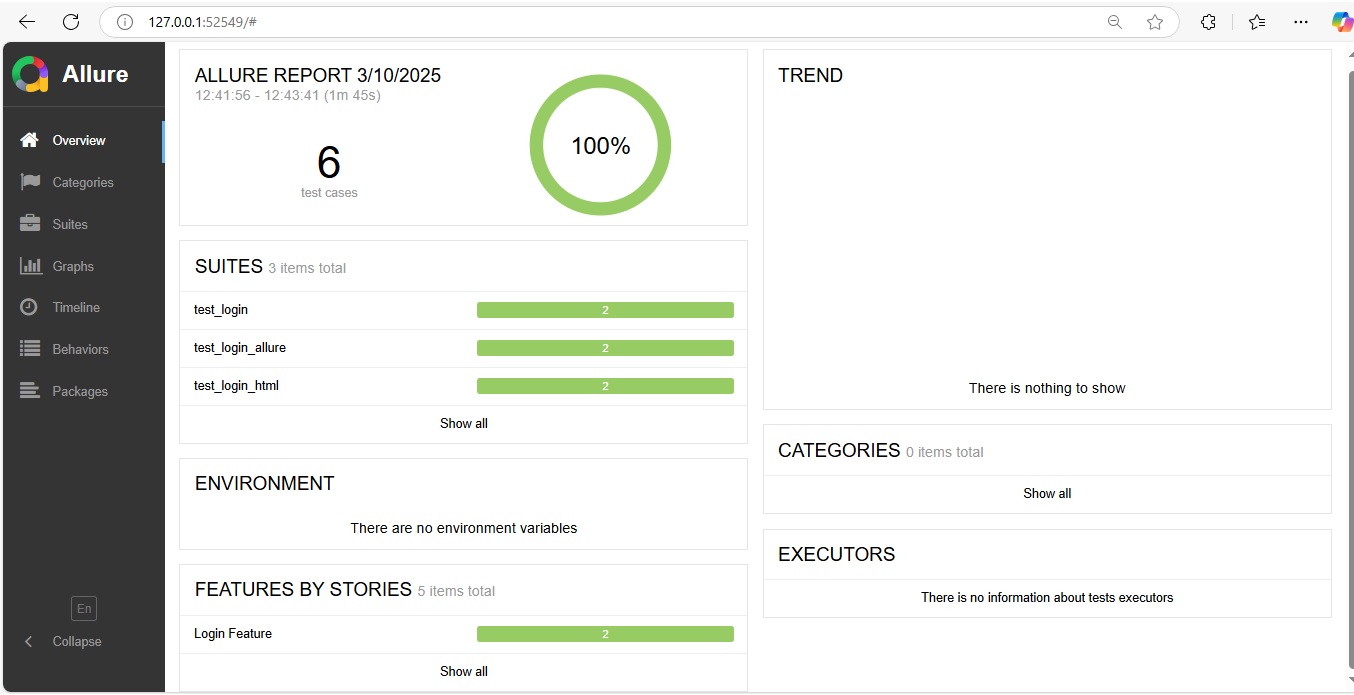 127.0.0.1:52549/#
Allure
Overview
Categories
Suites
Graphs
Timeline
Behaviors
Packages
En
Collapse
ALLURE REPORT 3/10/2025
12:41:56 - 12:43:41 (1m 45s)
6
test cases
100%
SUITES 3 items total
test_login 2
test_login_allure 2
test_login_html 2
Show all
ENVIRONMENT
There are no environment variables
FEATURES BY STORIES 5 items total
Login Feature 2
Show all
TREND
There is nothing to show
CATEGORIES 0 items total
Show all
EXECUTORS
There is no information about tests executors